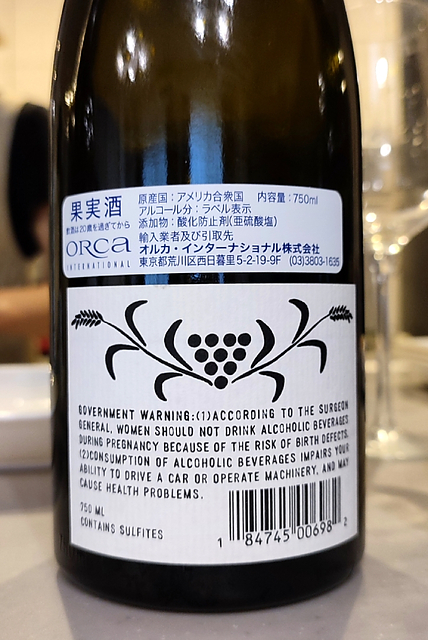 果実酒
飲酒は20歳を過ぎてから
ORCA
INTERNATIONAL
原産国：アメリカ合衆国 内容量：750ml
アルコール分：ラベル表示
添加物：酸化防止剤(亜硫酸塩)
輸入業者及び引取先
オルカ・インターナショナル株式会社
東京都荒川区西日暮里5-2-19-9F (03)3803-1635
GOVERNMENT WARNING:(1)ACCORDING TO THE SURGEON
GENERAL, WOMEN SHOULD NOT DRINK ALCOHOLIC BEVERAGES
DURING PREGNANCY BECAUSE OF THE RISK OF BIRTH DEFECTS.
(2)CONSUMPTION OF ALCOHOLIC BEVERAGES IMPAIRS YOUR
ABILITY TO DRIVE A CAR OR OPERATE MACHINERY, AND MAY
CAUSE HEALTH PROBLEMS.
750 ML
CONTAINS SULFITES
1 84745 00698 2